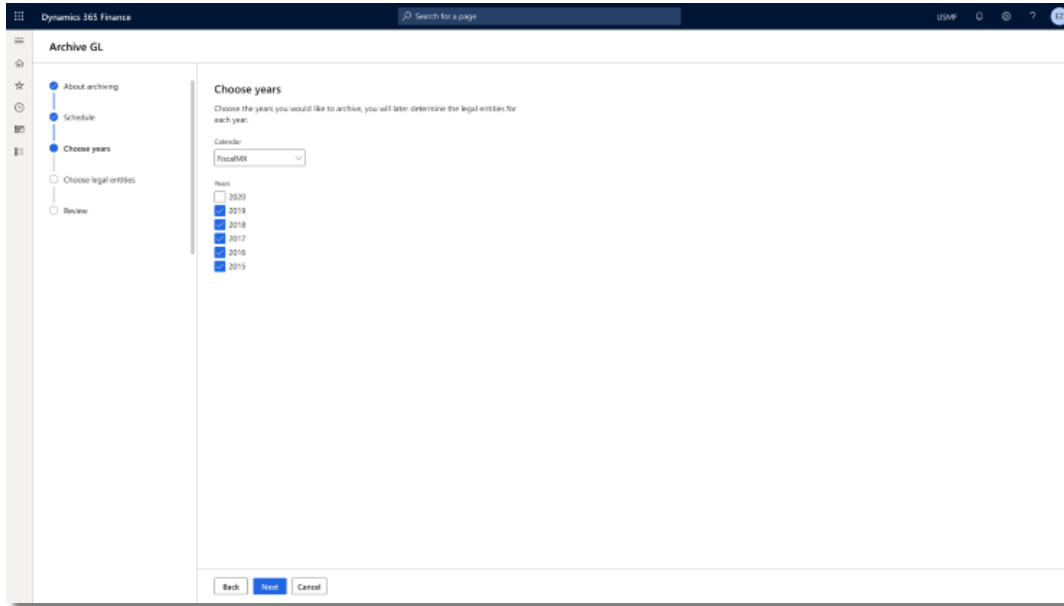 Dynamics 365 Finance
Search for a page
USMF
?
EZ
Archive GL
About archiving
Schedule
Choose years
Choose legal entities
Review
Choose years
Choose the years you would like to archive, you will later determine the legal entities for
each year.
Calendar
FiscalMX
Years
2020
2019
2018
2017
2016
2015
Back
Next
Cancel